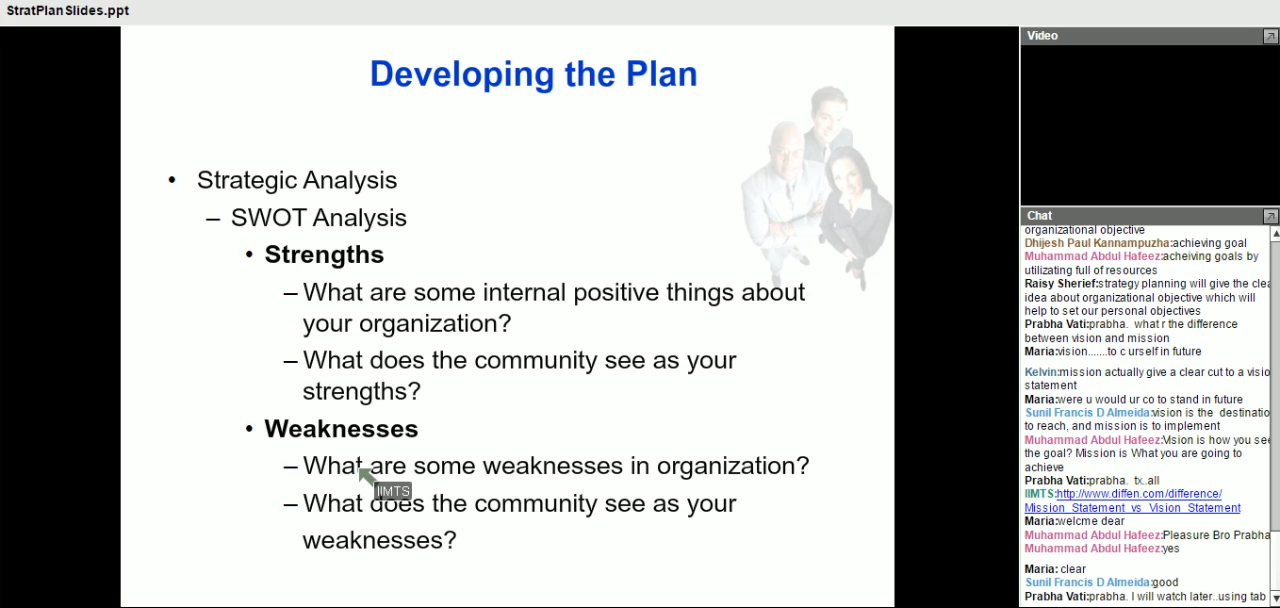 StratPlanSlides.ppt
Developing the Plan
• Strategic Analysis
– SWOT Analysis
• Strengths
– What are some internal positive things about
your organization?
– What does the community see as your
strengths?
• Weaknesses
– What are some weaknesses in organization?
IIMTS
– What does the community see as your
weaknesses?
Video
Chat
organizational objective
Dhijesh Paul Kannampuzha:achieving goal
Muhammad Abdul Hafeez:acheiving goals by
utilizating full of resources
Raisy Sherief:strategy planning will give the clea
idea about organizational objective which will
help to set our personal objectives
Prabha Vati:prabha. what r the difference
between vision and mission
Maria:vision.......to c urself in future
Kelvin:mission actually give a clear cut to a visio
statement
Maria:were u would ur co to stand in future
Sunil Francis D Almeida:vision is the destinatio
to reach, and mission is to implement
Muhammad Abdul Hafeez:Vision is how you see
the goal? Mission is What you are going to
achieve
Prabha Vati:prabha. tx..all
IIMTS:http://www.diffen.com/difference/
Mission_Statement_vs_Vision_Statement
Maria:welcme dear
Muhammad Abdul Hafeez:Pleasure Bro Prabha
Muhammad Abdul Hafeez:yes
Maria: clear
Sunil Francis D Almeida:good
Prabha Vati:prabha. I will watch later..using tab